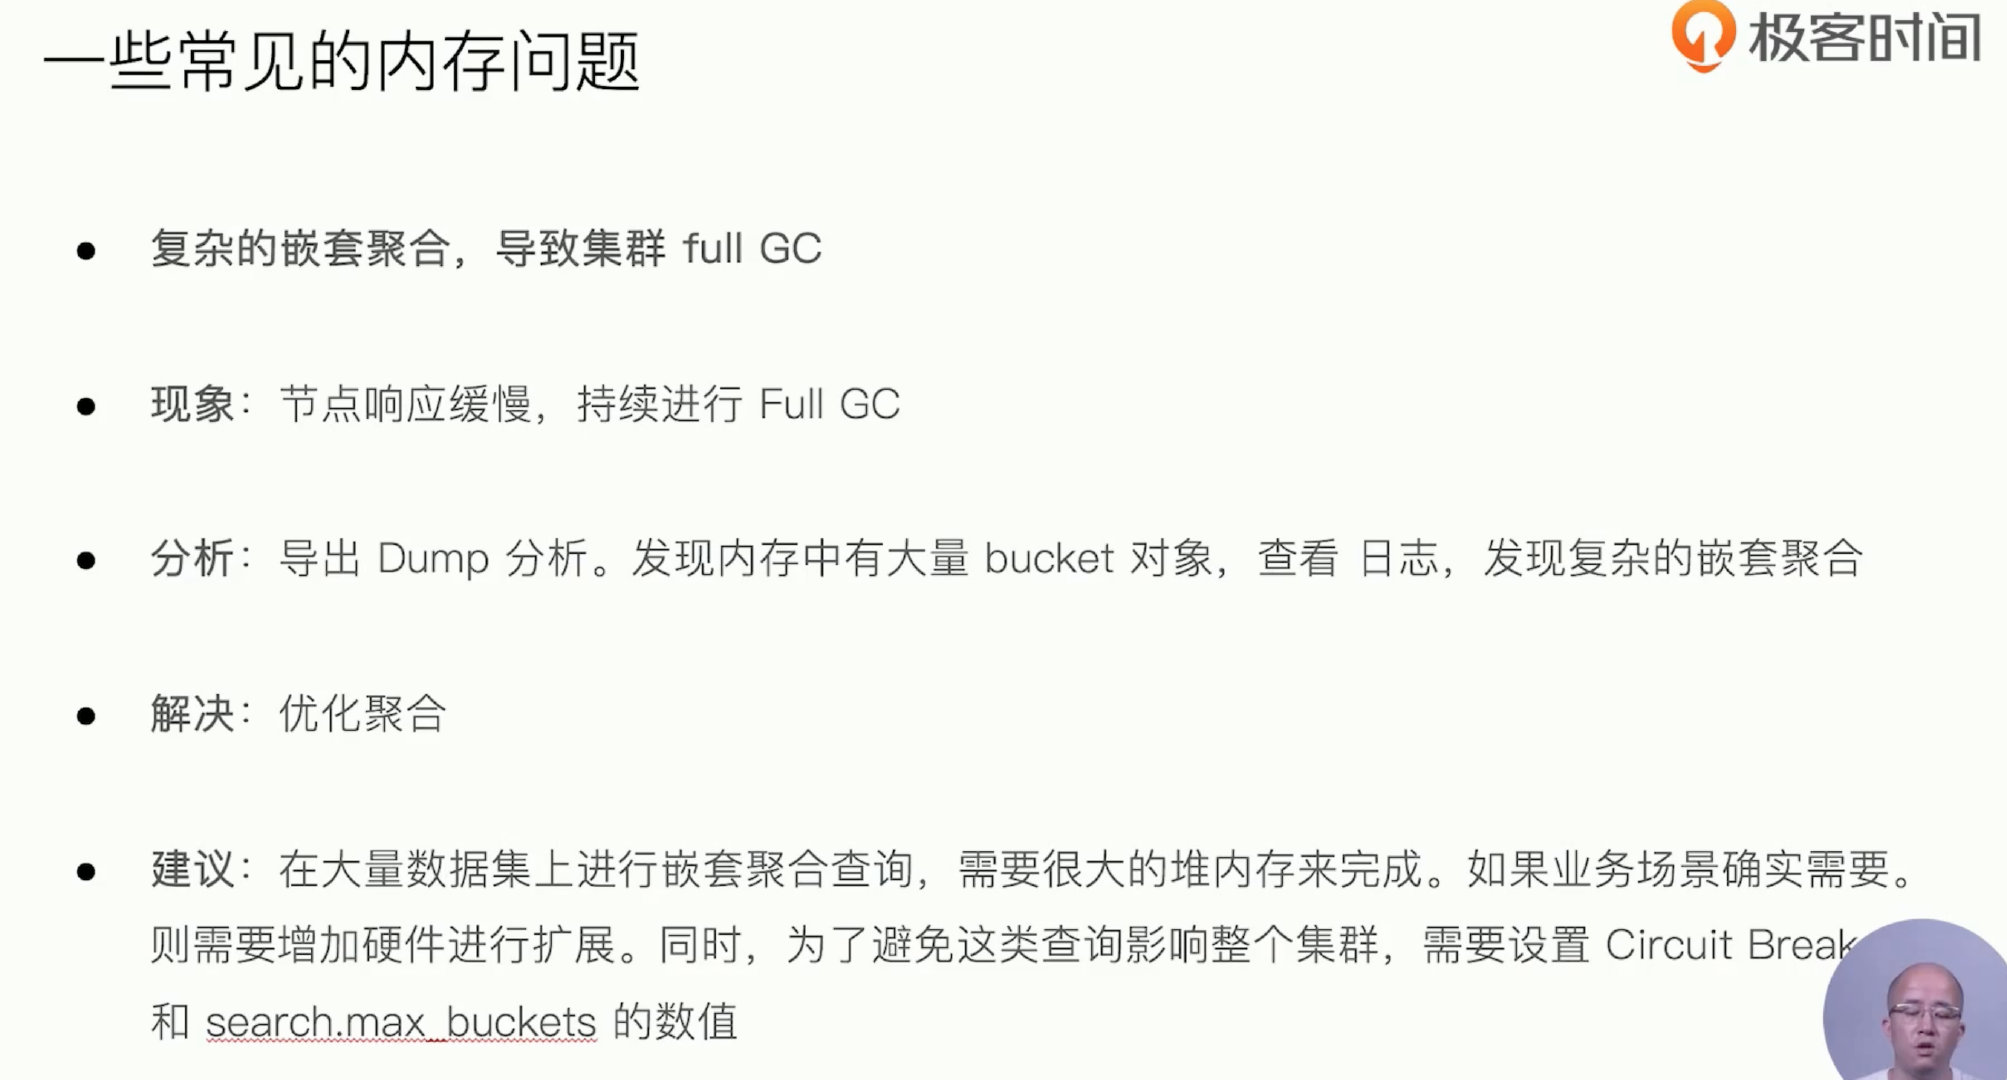 一些常见的内存问题
极客时间
● 复杂的嵌套聚合，导致集群 full GC
● 现象：节点响应缓慢，持续进行 Full GC
● 分析：导出 Dump 分析。发现内存中有大量 bucket 对象，查看 日志，发现复杂的嵌套聚合
● 解决：优化聚合
● 建议：在大量数据集上进行嵌套聚合查询，需要很大的堆内存来完成。如果业务场景确实需要。
则需要增加硬件进行扩展。同时，为了避免这类查询影响整个集群，需要设置 Circuit Break
和 search.max_buckets 的数值